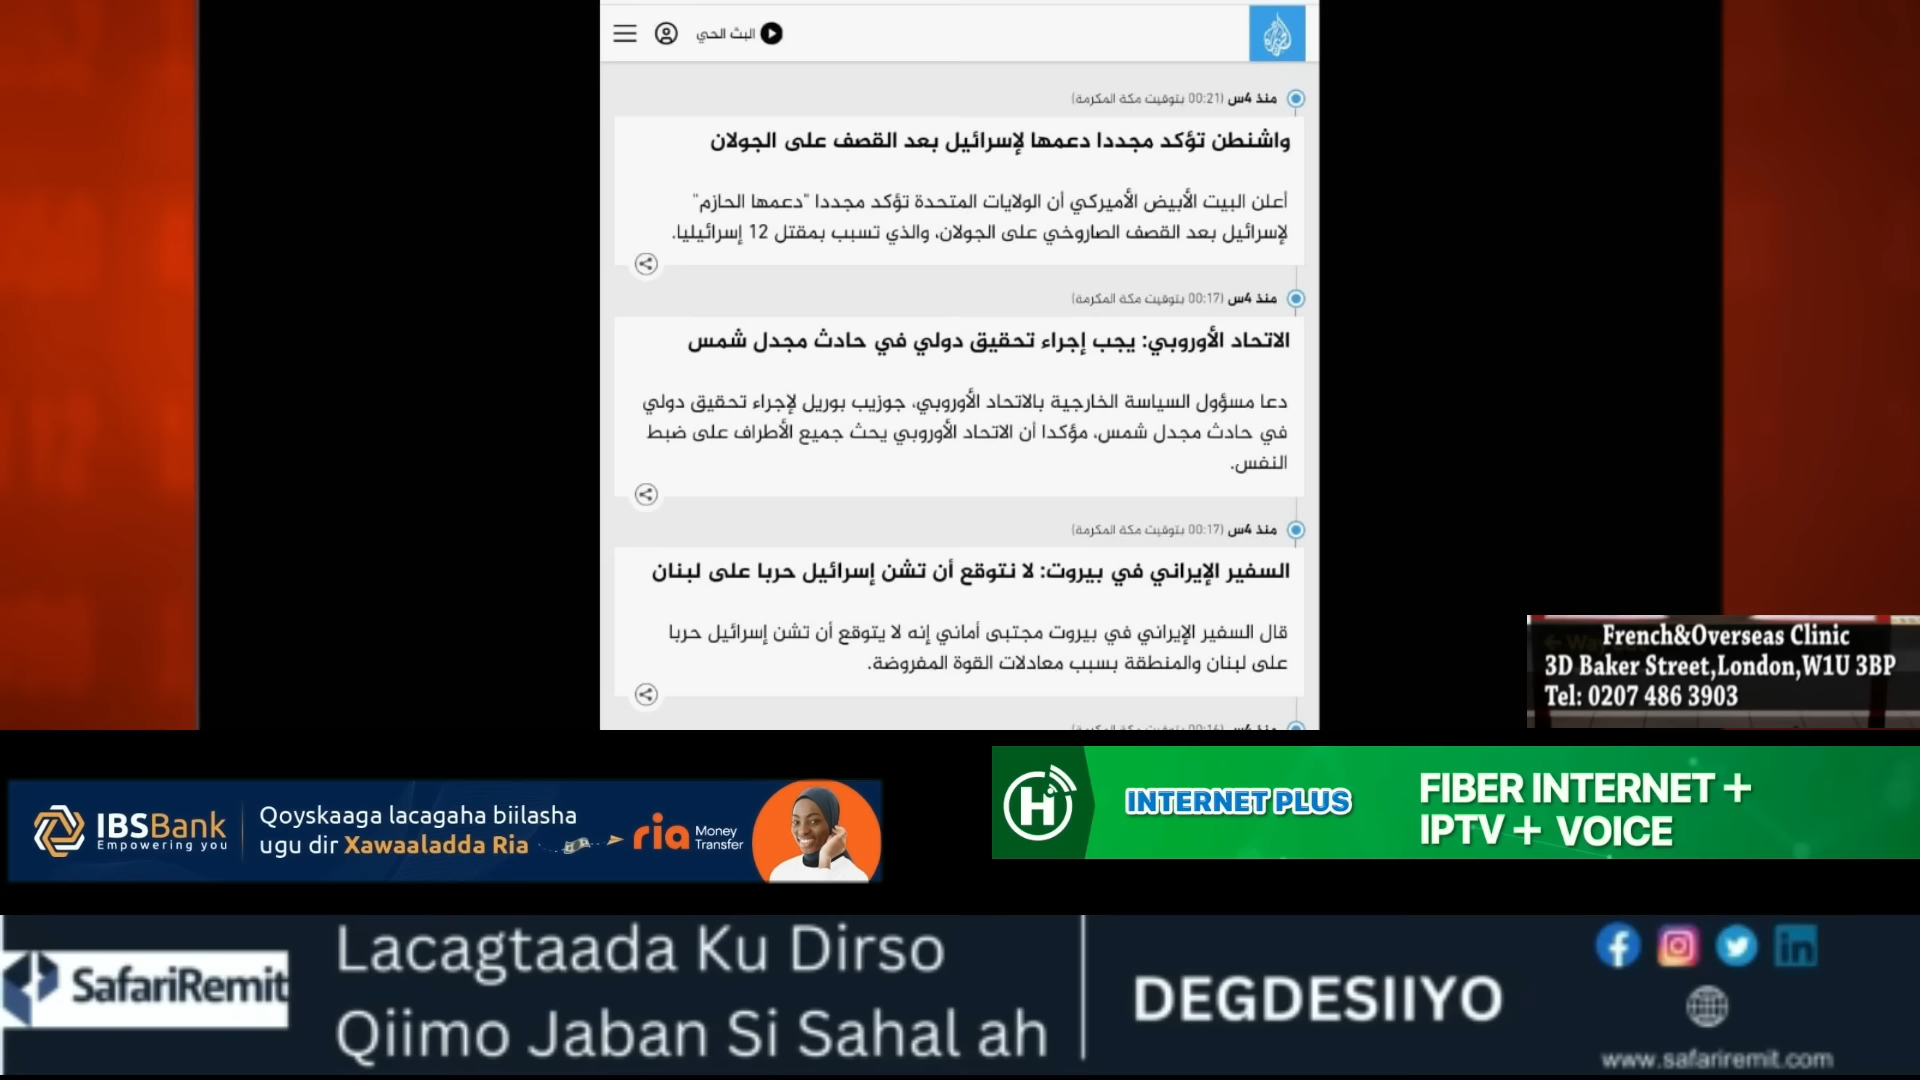 البث الحي
منذ 4س (00:21 بتوقيت مكة المكرمة)
واشنطن تؤكد مجددا دعمها لإسرائيل بعد القصف على الجولان
أعلن البيت الأبيض الأميركي أن الولايات المتحدة تؤكد مجددا "دعمها الحازم"
لإسرائيل بعد القصف الصاروخي على الجولان، والذي تسبب بمقتل 12 إسرائيليا.
منذ 4س (00:17 بتوقيت مكة المكرمة)
الاتحاد الأوروبي: يجب إجراء تحقيق دولي في حادث مجدل شمس
دعا مسؤول السياسة الخارجية بالاتحاد الأوروبي، جوزيب بوريل لإجراء تحقيق دولي
في حادث مجدل شمس، مؤكدا أن الاتحاد الأوروبي يحث جميع الأطراف على ضبط
النفس.
منذ 4س (00:17 بتوقيت مكة المكرمة)
السفير الإيراني في بيروت: لا نتوقع أن تشن إسرائيل حربا على لبنان
قال السفير الإيراني في بيروت مجتبى أماني إنه لا يتوقع أن تشن إسرائيل حربا
على لبنان والمنطقة بسبب معادلات القوة المفروضة.
French&Overseas Clinic
3D Baker Street,London,W1U 3BP
Tel: 0207 486 3903
IBSBank
Empowering you
Qoyskaaga lacagaha biilasha
ugu dir Xawaaladda Ria
ria Money
Transfer
H
INTERNET PLUS
FIBER INTERNET +
IPTV + VOICE
SafariRemit
Lacagtaada Ku Dirso
Qiimo Jaban Si Sahal ah
DEGDESIIYO
www.safariremit.com